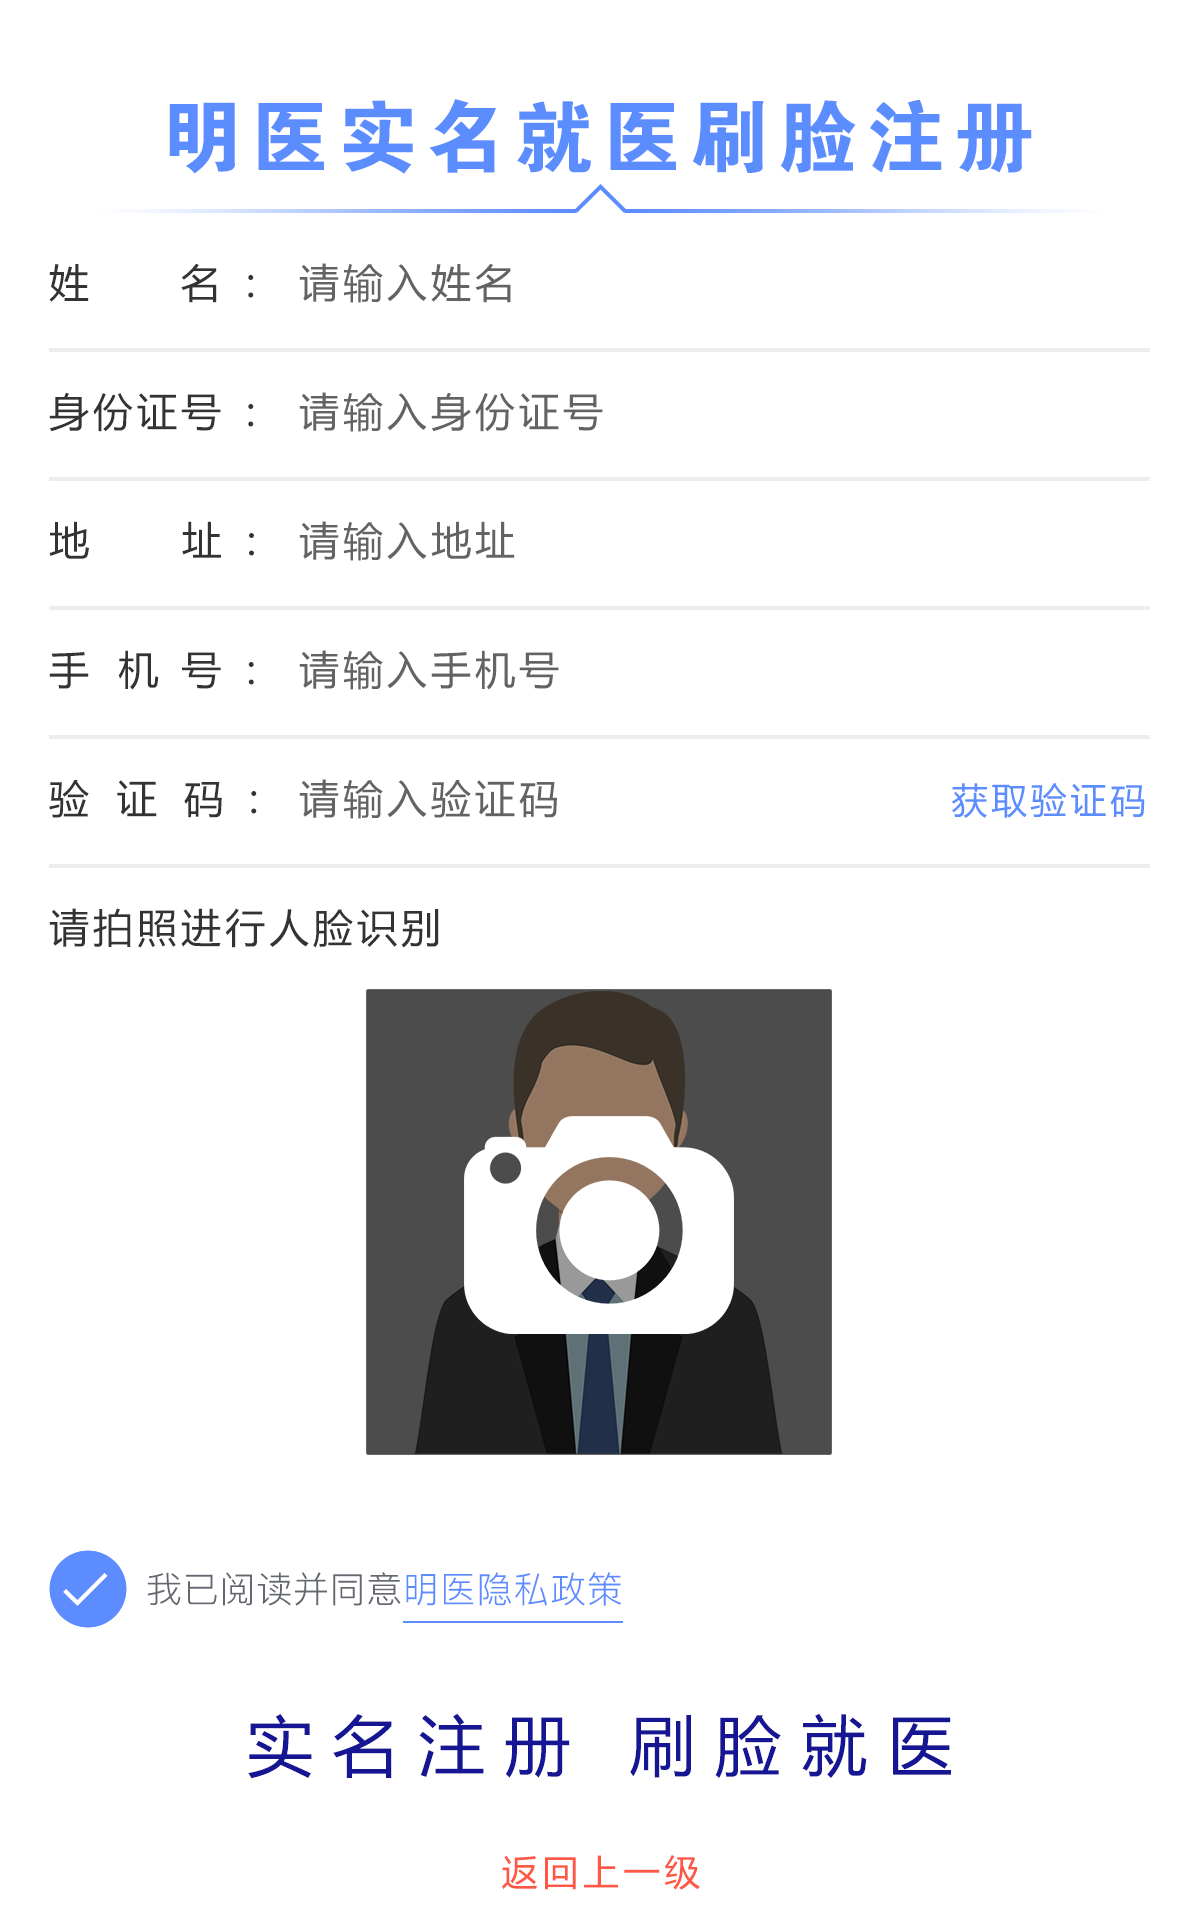 明医实名就医刷脸注册
姓 名： 请输入姓名
身份证号： 请输入身份证号
地 址： 请输入地址
手 机 号： 请输入手机号
验 证 码： 请输入验证码 获取验证码
请拍照进行人脸识别
我已阅读并同意明医隐私政策
实名注册 刷脸就医
返回上一级